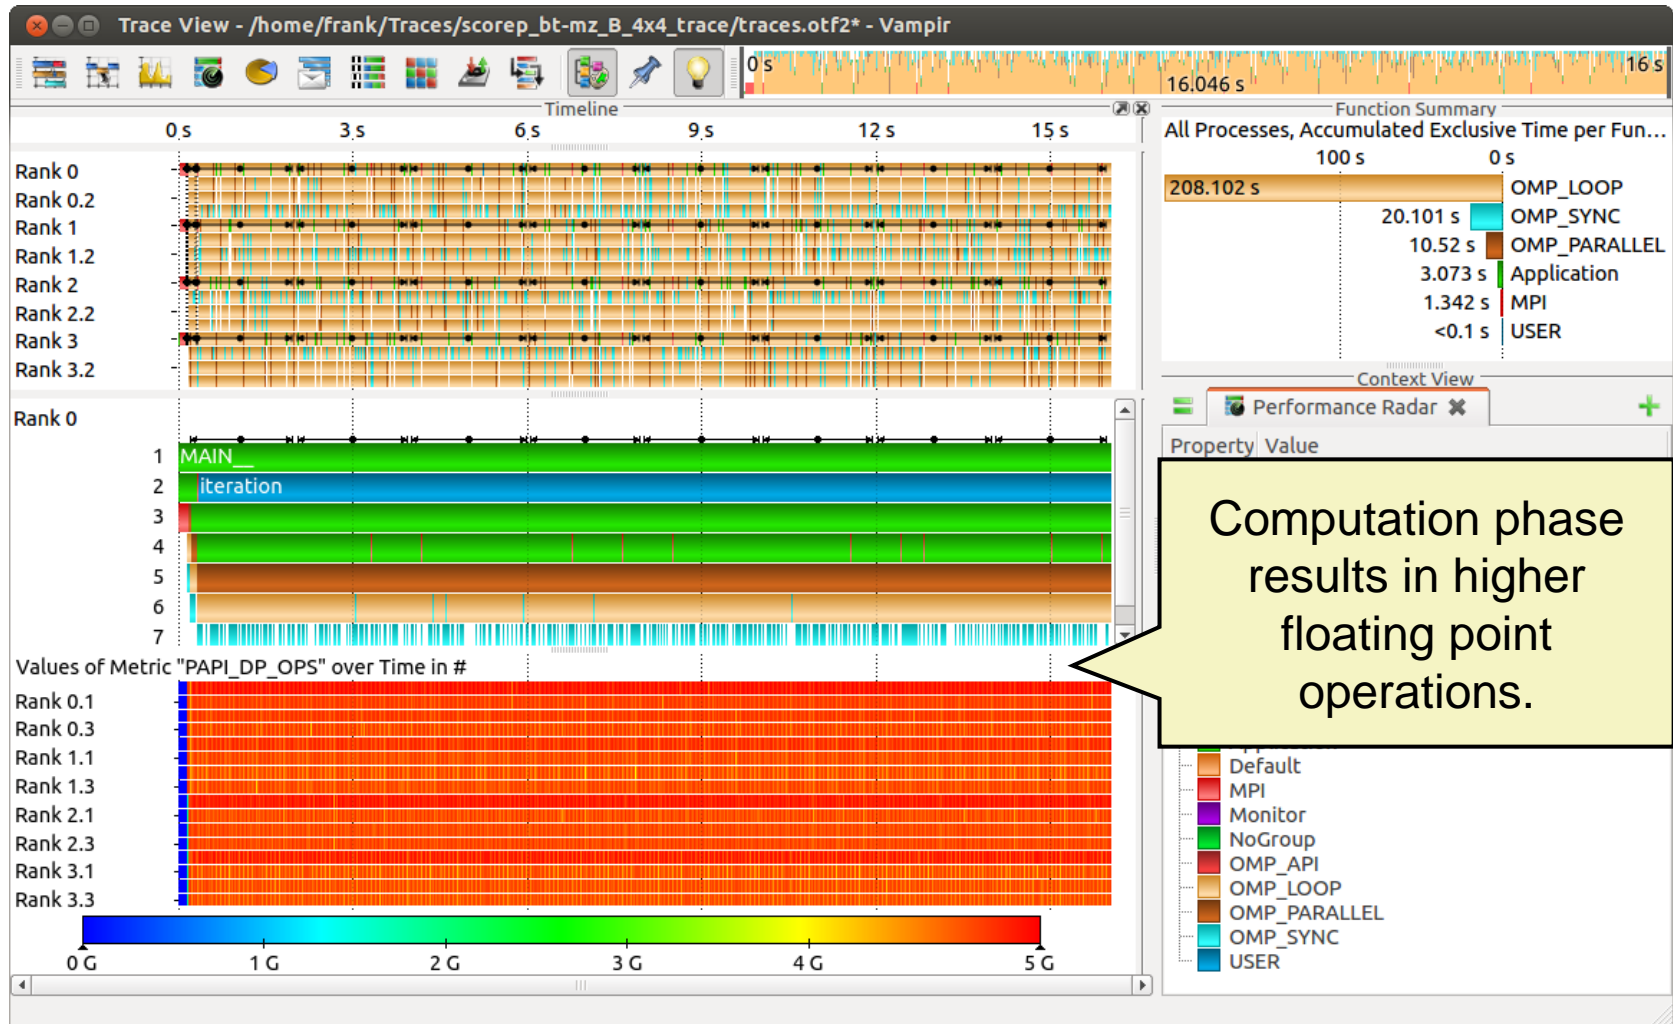 Trace View - /home/frank/Traces/scorep_bt-mz_B_4x4_trace/traces.otf2* - Vampir
0 s
16 s
16.046 s
Timeline
0 s 3 s 6 s 9 s 12 s 15 s
Rank 0
Rank 0.2
Rank 1
Rank 1.2
Rank 2
Rank 2.2
Rank 3
Rank 3.2
Rank 0
1 MAIN__
2 iteration
3
4
5
6
7
Values of Metric "PAPI_DP_OPS" over Time in #
Rank 0.1
Rank 0.3
Rank 1.1
Rank 1.3
Rank 2.1
Rank 2.3
Rank 3.1
Rank 3.3
0 G 1 G 2 G 3 G 4 G 5 G
Function Summary
All Processes, Accumulated Exclusive Time per Fun...
100 s 0 s
208.102 s OMP_LOOP
20.101 s OMP_SYNC
10.52 s OMP_PARALLEL
3.073 s Application
1.342 s MPI
<0.1 s USER
Context View
Performance Radar
Property Value
Computation phase
results in higher
floating point
operations.
Default
MPI
Monitor
NoGroup
OMP_API
OMP_LOOP
OMP_PARALLEL
OMP_SYNC
USER